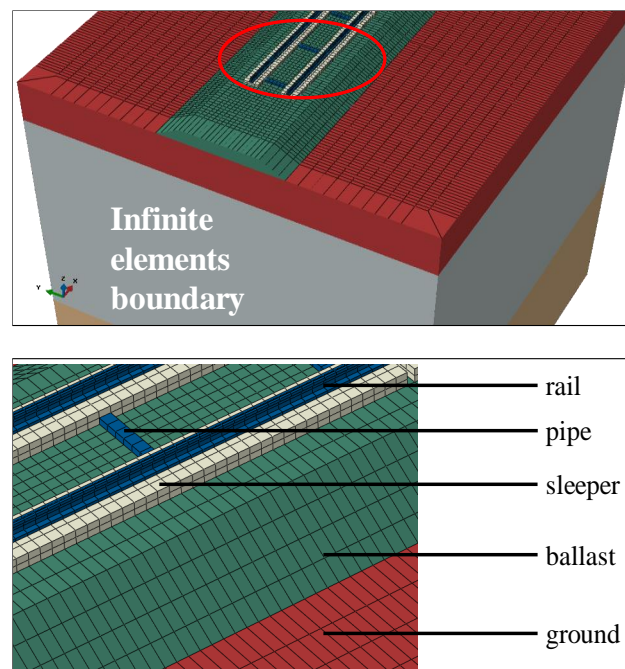 Infinite
elements
boundary
Y
Z
X
rail
pipe
sleeper
ballast
ground